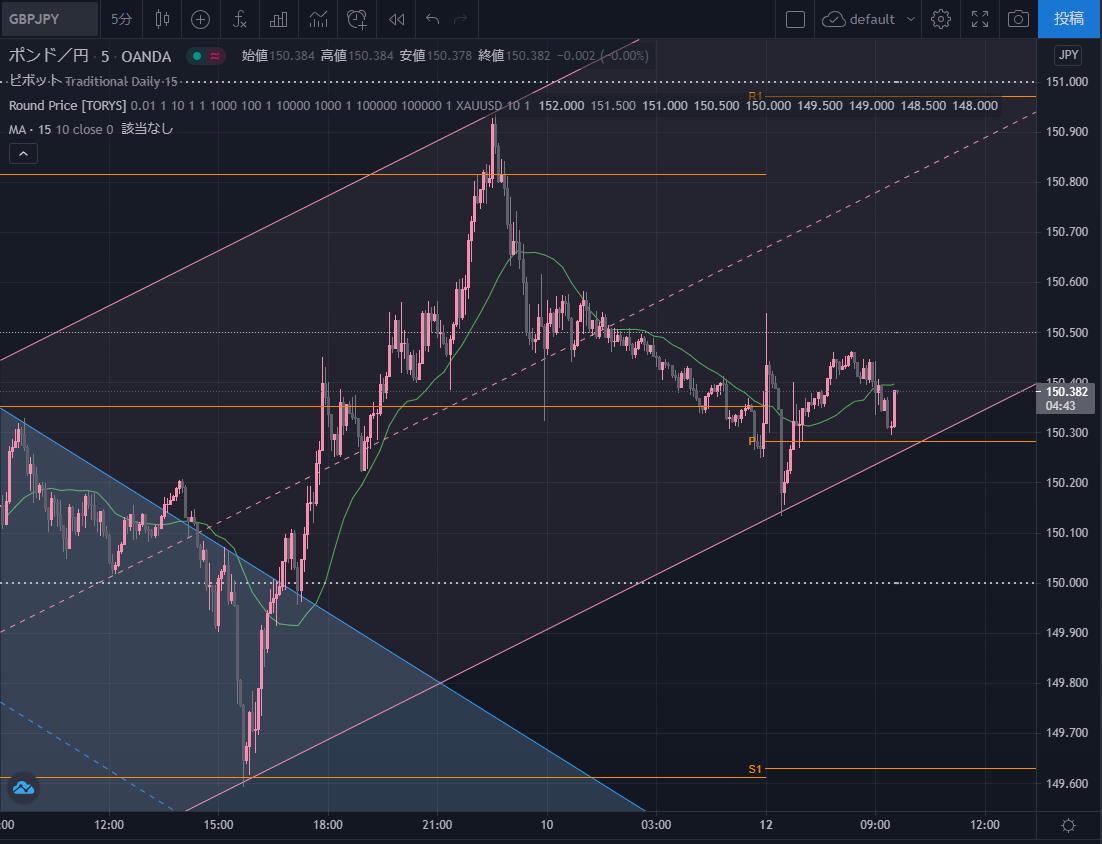 GBPJPY 5分 default 投稿
ポンド／円 · 5 · OANDA 始値150.384 高値150.384 安値150.378 終値150.382 −0.002 (−0.00%)
JPY
ピボット Traditional Daily 15
151.000
R1
Round Price [TORYS] 0.01 1 10 1 1 1000 100 1 10000 1000 1 100000 100000 1 XAUUSD 10 1 152.000 151.500 151.000 150.500 150.000 149.500 149.000 148.500 148.000
MA · 15 10 close 0 該当なし
150.900
150.800
150.700
150.600
150.500
150.400
150.382
04:43
150.300
P
150.200
150.100
150.000
149.900
149.800
149.700
S1
149.600
:00 12:00 15:00 18:00 21:00 10 03:00 12 09:00 12:00